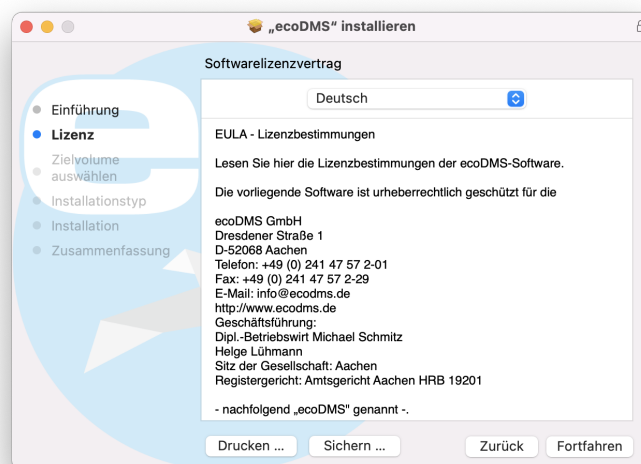 „ecoDMS“ installieren
Softwarelizenzvertrag
Einführung
Lizenz
Zielvolume
auswählen
Installationstyp
Installation
Zusammenfassung
Deutsch
EULA - Lizenzbestimmungen
Lesen Sie hier die Lizenzbestimmungen der ecoDMS-Software.
Die vorliegende Software ist urheberrechtlich geschützt für die
ecoDMS GmbH
Dresdener Straße 1
D-52068 Aachen
Telefon: +49 (0) 241 47 57 2-01
Fax: +49 (0) 241 47 57 2-29
E-Mail: info@ecodms.de
http://www.ecodms.de
Geschäftsführung:
Dipl.-Betriebswirt Michael Schmitz
Helge Lühmann
Sitz der Gesellschaft: Aachen
Registergericht: Amtsgericht Aachen HRB 19201
- nachfolgend „ecoDMS" genannt -.
Drucken ...
Sichern ...
Zurück
Fortfahren